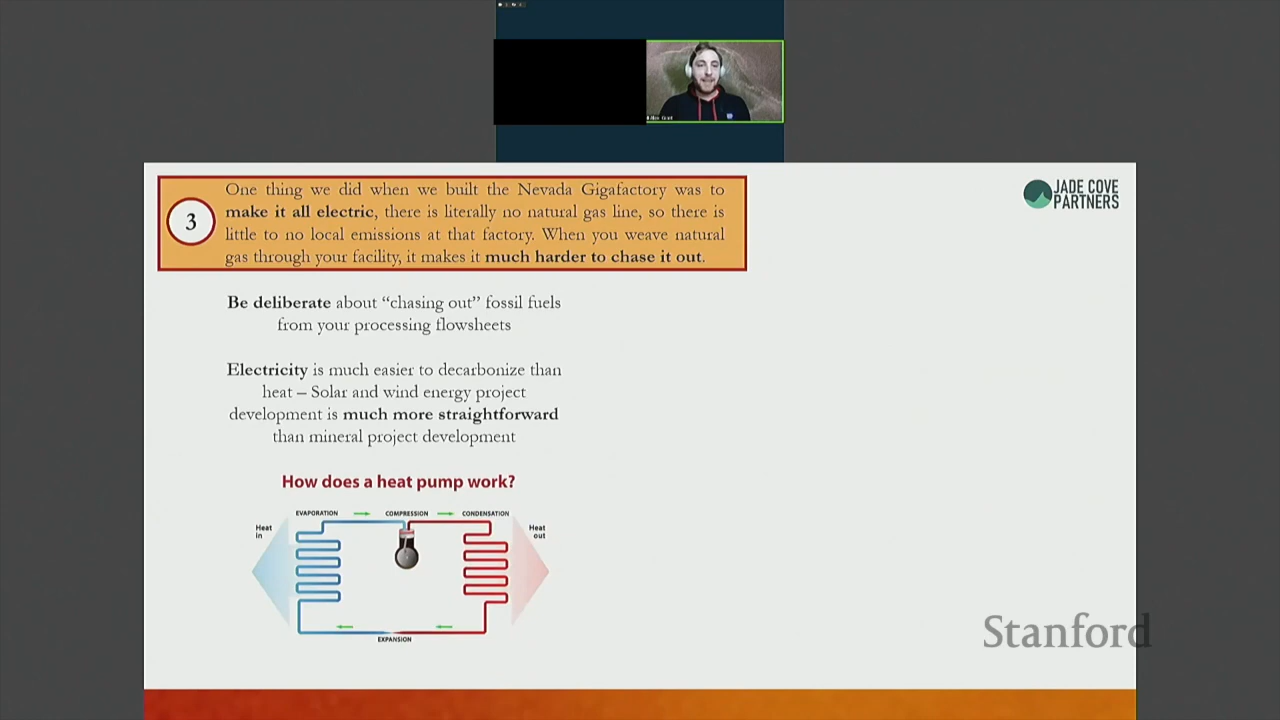 3
One thing we did when we built the Nevada Gigafactory was to
make it all electric, there is literally no natural gas line, so there is
little to no local emissions at that factory. When you weave natural
gas through your facility, it makes it much harder to chase it out.
JADE COVE
PARTNERS
Be deliberate about “chasing out” fossil fuels
from your processing flowsheets
Electricity is much easier to decarbonize than
heat – Solar and wind energy project
development is much more straightforward
than mineral project development
How does a heat pump work?
EVAPORATION
COMPRESSION
CONDENSATION
Heat
in
Heat
out
EXPANSION
Stanford